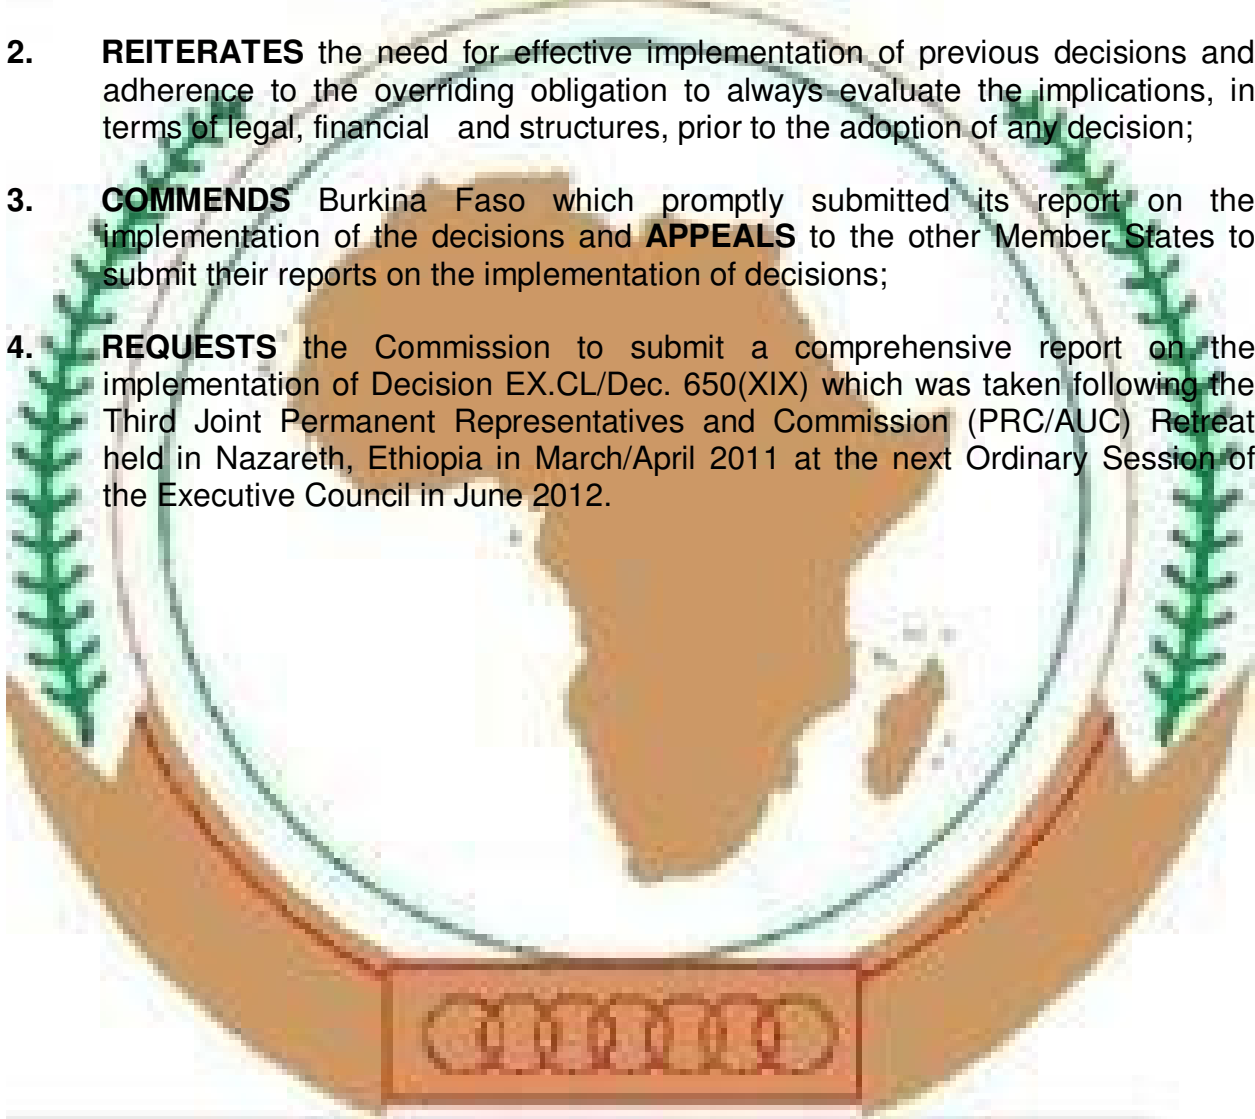 2. REITERATES the need for effective implementation of previous decisions and
adherence to the overriding obligation to always evaluate the implications, in
terms of legal, financial and structures, prior to the adoption of any decision;
3. COMMENDS Burkina Faso which promptly submitted its report on the
implementation of the decisions and APPEALS to the other Member States to
submit their reports on the implementation of decisions;
4. REQUESTS the Commission to submit a comprehensive report on the
implementation of Decision EX.CL/Dec. 650(XIX) which was taken following the
Third Joint Permanent Representatives and Commission (PRC/AUC) Retreat
held in Nazareth, Ethiopia in March/April 2011 at the next Ordinary Session of
the Executive Council in June 2012.